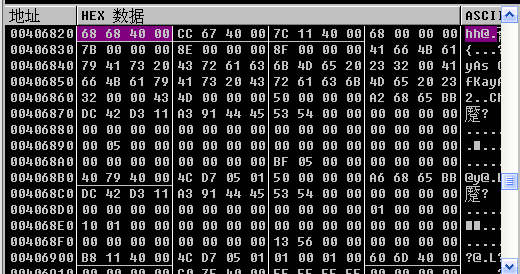 地址 HEX 数据 ASCII
00406820 68 68 40 00 CC 67 40 00 7C 11 40 00 68 00 00 00 hh@.
00406830 7B 00 00 00 8E 00 00 00 8F 00 00 00 41 66 4B 61 {...?
00406840 79 41 73 20 43 72 61 63 6B 4D 65 20 23 32 00 41 yAs C
00406850 66 4B 61 79 41 73 20 43 72 61 63 6B 4D 65 20 23 fKayA
00406860 32 00 00 43 4D 00 00 00 50 00 00 00 A2 68 65 BB 2..C
00406870 DC 42 D3 11 A3 91 44 45 53 54 00 00 00 00 00 00
00406880 00 00 00 00 00 00 00 00 00 00 00 00 00 00 00 00 .....
00406890 00 05 00 00 00 00 00 00 00 00 00 00 00 00 00 00
004068A0 00 00 00 00 00 00 00 00 BF 05 00 00 00 00 00 00 .....
004068B0 40 79 40 00 4C D7 05 01 50 00 00 00 A6 68 65 BB @y@.L
004068C0 DC 42 D3 11 A3 91 44 45 53 54 00 00 00 00 00 00
004068D0 00 00 00 00 00 00 00 00 00 00 00 00 01 00 00 00 .....
004068E0 10 01 00 00 00 00 00 00 00 00 00 00 00 00 00 00
004068F0 00 00 00 00 00 00 00 00 13 56 00 00 00 00 00 00 .....
00406900 B8 11 40 00 4C D7 05 01 01 00 01 00 60 6D 40 00 ?@.L